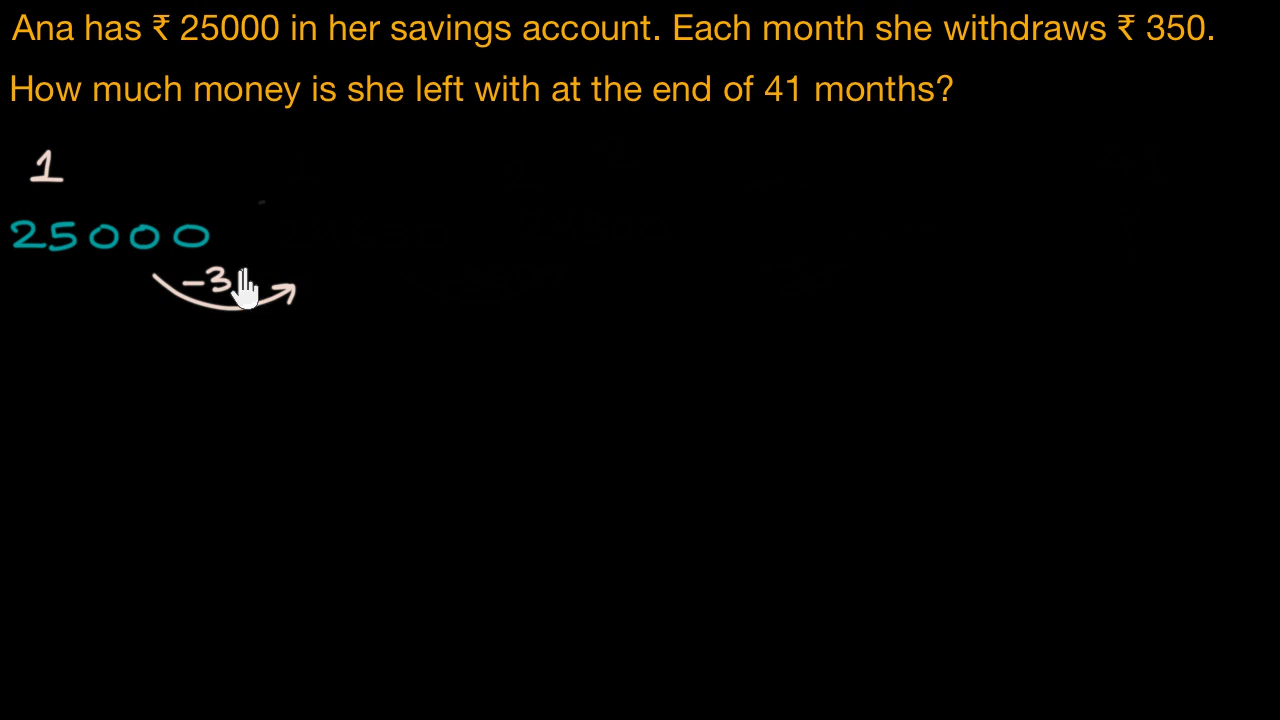 Ana has ₹ 25000 in her savings account. Each month she withdraws ₹ 350.
How much money is she left with at the end of 41 months?
1
25000
-3